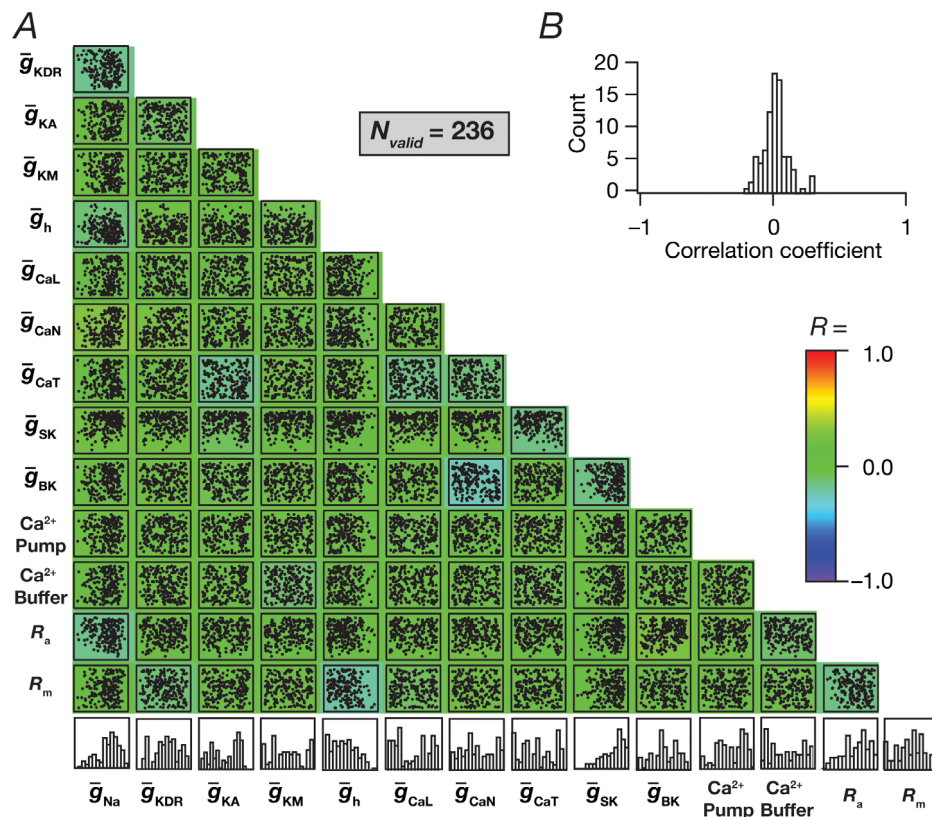 A
B
ḡKDR
ḡKA
ḡKM
ḡh
ḡCaL
ḡCaN
ḡCaT
ḡSK
ḡBK
Ca2+
Pump
Ca2+
Buffer
Ra
Rm
Nvalid = 236
20
15
10
5
0
Count
−1
0
1
Correlation coefficient
R =
1.0
0.0
−1.0
ḡNa
ḡKDR
ḡKA
ḡKM
ḡh
ḡCaL
ḡCaN
ḡCaT
ḡSK
ḡBK
Ca2+
Pump
Ca2+
Buffer
Ra
Rm